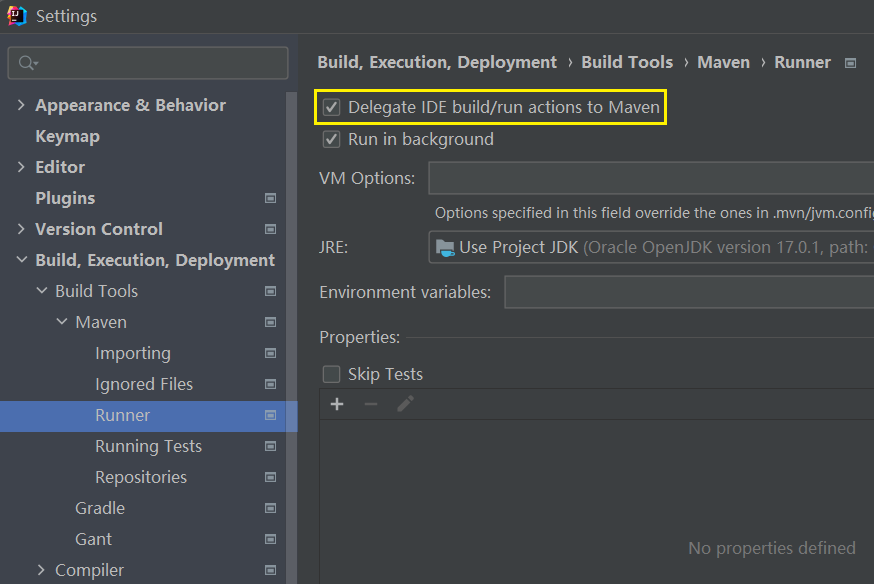 Settings
Build, Execution, Deployment › Build Tools › Maven › Runner
Appearance & Behavior
Keymap
Editor
Plugins
Version Control
Build, Execution, Deployment
Build Tools
Maven
Importing
Ignored Files
Runner
Running Tests
Repositories
Gradle
Gant
Compiler
Delegate IDE build/run actions to Maven
Run in background
VM Options:
Options specified in this field override the ones in .mvn/jvm.config
JRE:
Use Project JDK (Oracle OpenJDK version 17.0.1, path:
Environment variables:
Properties:
Skip Tests
No properties defined